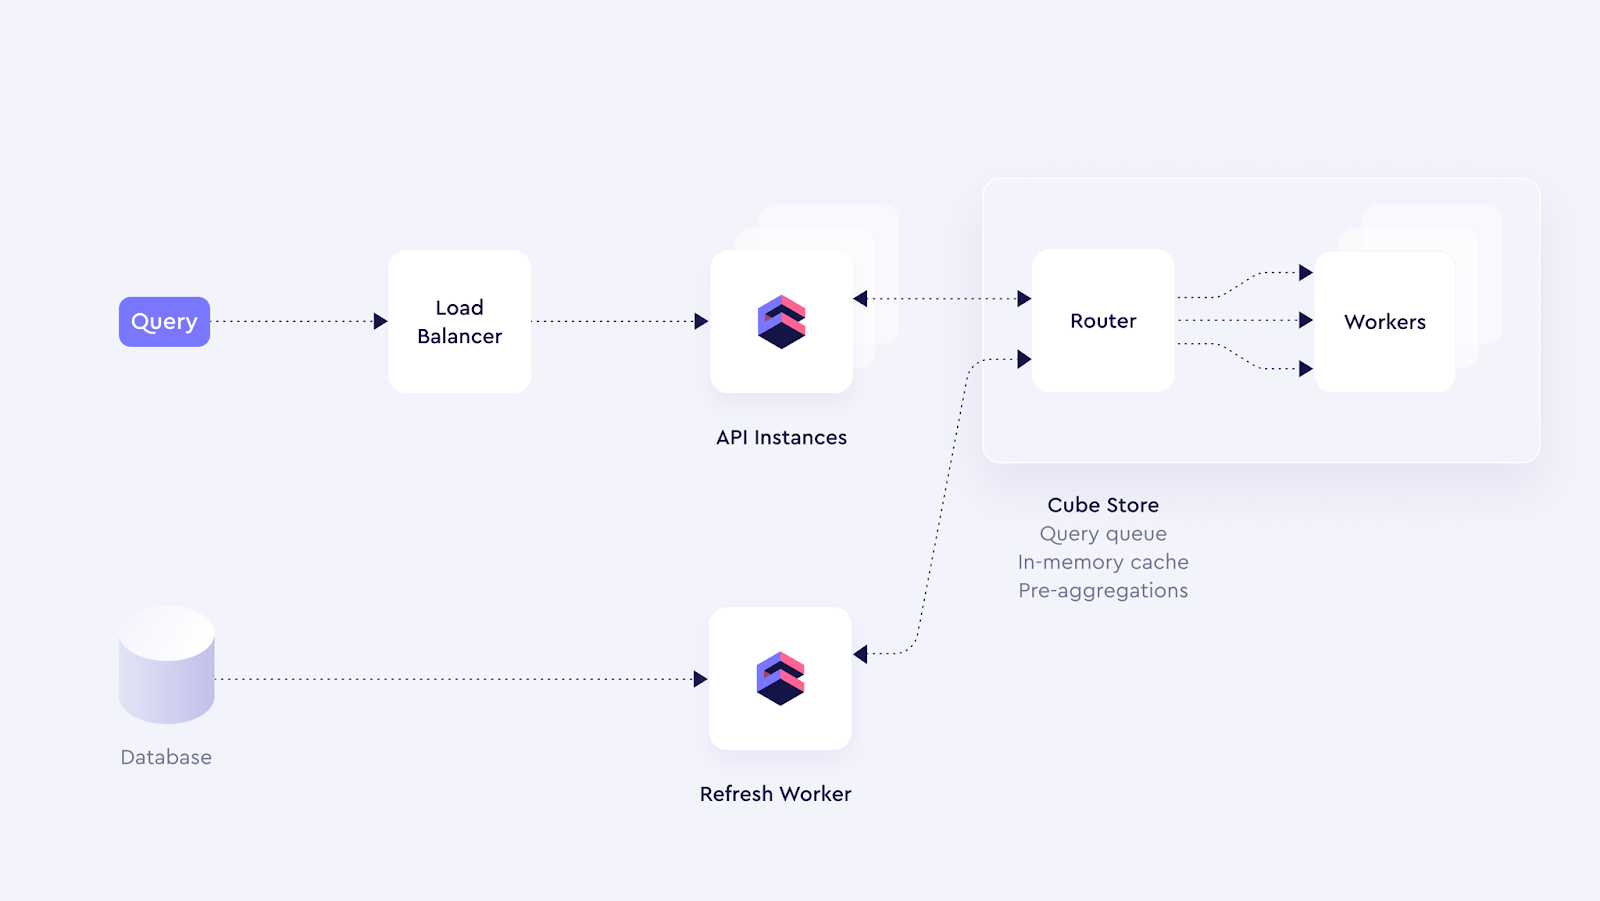 Query
Load
Balancer
API Instances
Router
Workers
Cube Store
Query queue
In-memory cache
Pre-aggregations
Database
Refresh Worker